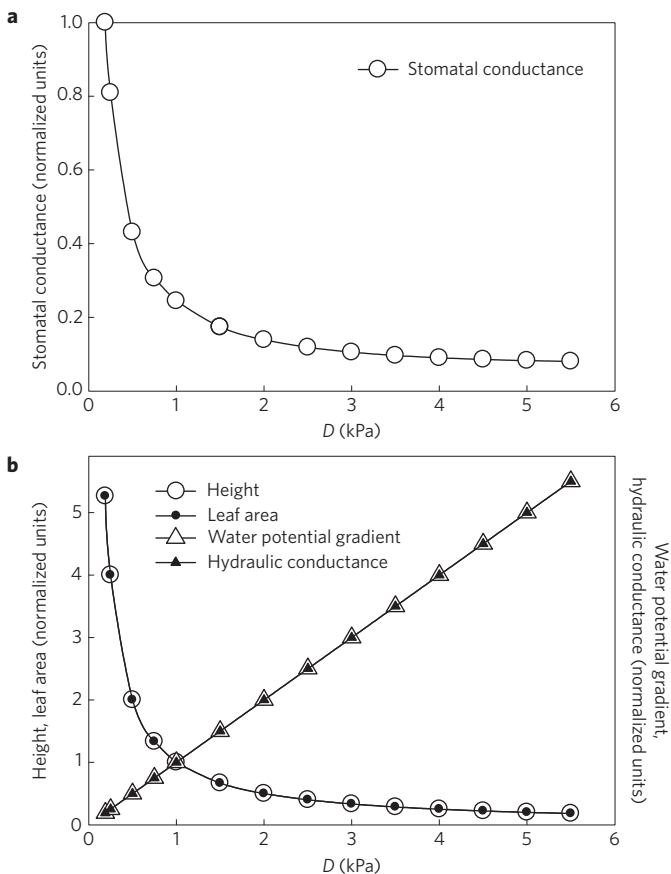 a
Stomatal conductance (normalized units)
1.0
0.8
0.6
0.4
0.2
0.0
Stomatal conductance
0 1 2 3 4 5 6
D (kPa)
b
Height, leaf area (normalized units)
5
4
3
2
1
0
Height
Leaf area
Water potential gradient
Hydraulic conductance
Water potential gradient,
hydraulic conductance (normalized units)
0 1 2 3 4 5 6
D (kPa)